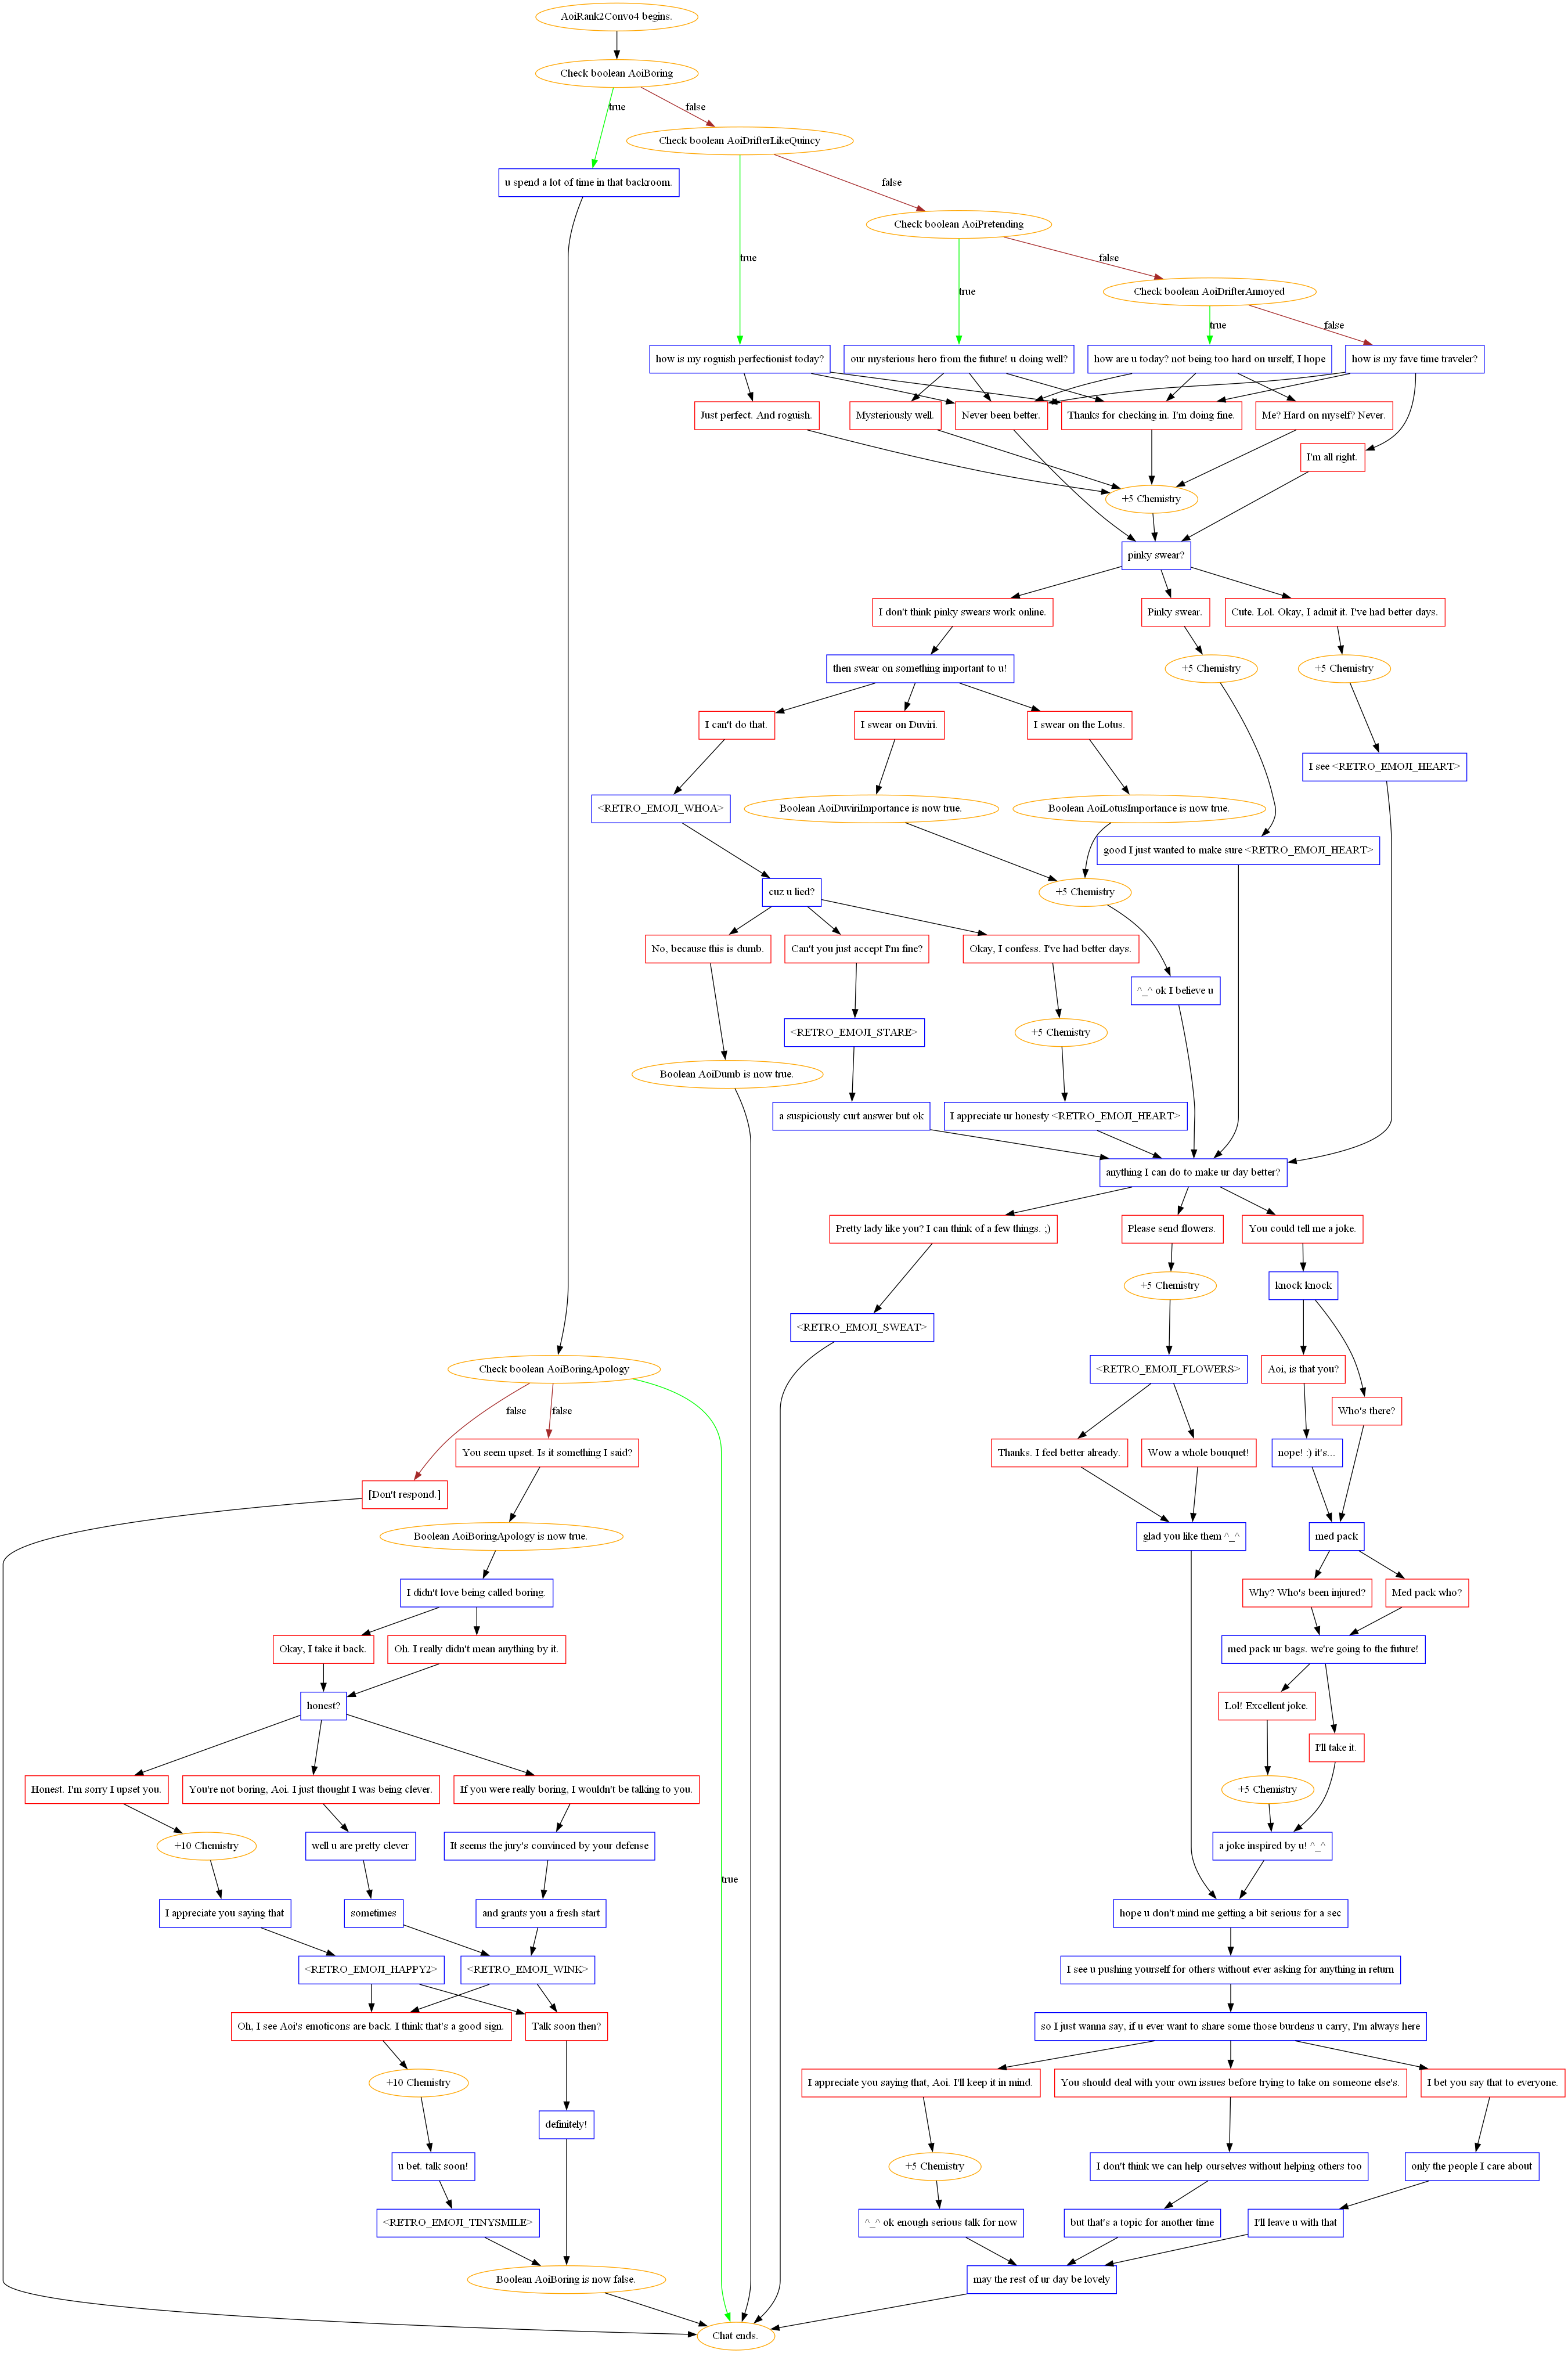 AoiRank2Convo4 begins.
Check boolean AoiBoring
true
false
Check boolean AoiDrifterLikeQuincy
u spend a lot of time in that backroom.
false
Check boolean AoiPretending
true
false
true
Check boolean AoiDrifterAnnoyed
true
false
how is my roguish perfectionist today?
our mysterious hero from the future! u doing well?
how are u today? not being too hard on urself, I hope
how is my fave time traveler?
Just perfect. And roguish.
Mysteriously well.
Never been better.
Thanks for checking in. I'm doing fine.
Me? Hard on myself? Never.
I'm all right.
+5 Chemistry
pinky swear?
I don't think pinky swears work online.
Pinky swear.
Cute. Lol. Okay, I admit it. I've had better days.
then swear on something important to u!
+5 Chemistry
+5 Chemistry
I can't do that.
I swear on Duviri.
I swear on the Lotus.
I see <RETRO_EMOJI_HEART>
<RETRO_EMOJI_WHOA>
Boolean AoiDuviriImportance is now true.
Boolean AoiLotusImportance is now true.
good I just wanted to make sure <RETRO_EMOJI_HEART>
cuz u lied?
+5 Chemistry
No, because this is dumb.
Can't you just accept I'm fine?
Okay, I confess. I've had better days.
^_^ ok I believe u
<RETRO_EMOJI_STARE>
+5 Chemistry
Boolean AoiDumb is now true.
a suspiciously curt answer but ok
I appreciate ur honesty <RETRO_EMOJI_HEART>
anything I can do to make ur day better?
Pretty lady like you? I can think of a few things. ;)
Please send flowers.
You could tell me a joke.
+5 Chemistry
knock knock
<RETRO_EMOJI_SWEAT>
Check boolean AoiBoringApology
<RETRO_EMOJI_FLOWERS>
Aoi, is that you?
false
false
Who's there?
You seem upset. Is it something I said?
Thanks. I feel better already.
Wow a whole bouquet!
nope! :) it's...
[Don't respond.]
Boolean AoiBoringApology is now true.
glad you like them ^_^
med pack
I didn't love being called boring.
Why? Who's been injured?
Med pack who?
Okay, I take it back.
Oh. I really didn't mean anything by it.
med pack ur bags. we're going to the future!
honest?
Lol! Excellent joke.
I'll take it.
Honest. I'm sorry I upset you.
You're not boring, Aoi. I just thought I was being clever.
If you were really boring, I wouldn't be talking to you.
+5 Chemistry
+10 Chemistry
well u are pretty clever
It seems the jury's convinced by your defense
a joke inspired by u! ^_^
true
I appreciate you saying that
sometimes
and grants you a fresh start
hope u don't mind me getting a bit serious for a sec
<RETRO_EMOJI_HAPPY2>
<RETRO_EMOJI_WINK>
I see u pushing yourself for others without ever asking for anything in return
Oh, I see Aoi's emoticons are back. I think that's a good sign.
Talk soon then?
so I just wanna say, if u ever want to share some those burdens u carry, I'm always here
+10 Chemistry
I appreciate you saying that, Aoi. I'll keep it in mind.
You should deal with your own issues before trying to take on someone else's.
I bet you say that to everyone.
definitely!
u bet. talk soon!
+5 Chemistry
I don't think we can help ourselves without helping others too
only the people I care about
<RETRO_EMOJI_TINYSMILE>
^_^ ok enough serious talk for now
but that's a topic for another time
I'll leave u with that
Boolean AoiBoring is now false.
may the rest of ur day be lovely
Chat ends.